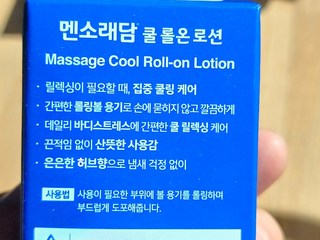 멘소래담 쿨 롤온 로션
Massage Cool Roll-on Lotion
· 릴렉싱이 필요할 때, 집중 쿨링 케어
· 간편한 롤링볼 용기로 손에 묻히지 않고 깔끔하게
· 데일리 바디스트레스에 간편한 쿨 릴렉싱 케어
· 끈적임 없이 산뜻한 사용감
· 은은한 허브향으로 냄새 걱정 없이
사용법 사용이 필요한 부위에 볼 용기를 롤링하며
부드럽게 도포해줍니다.